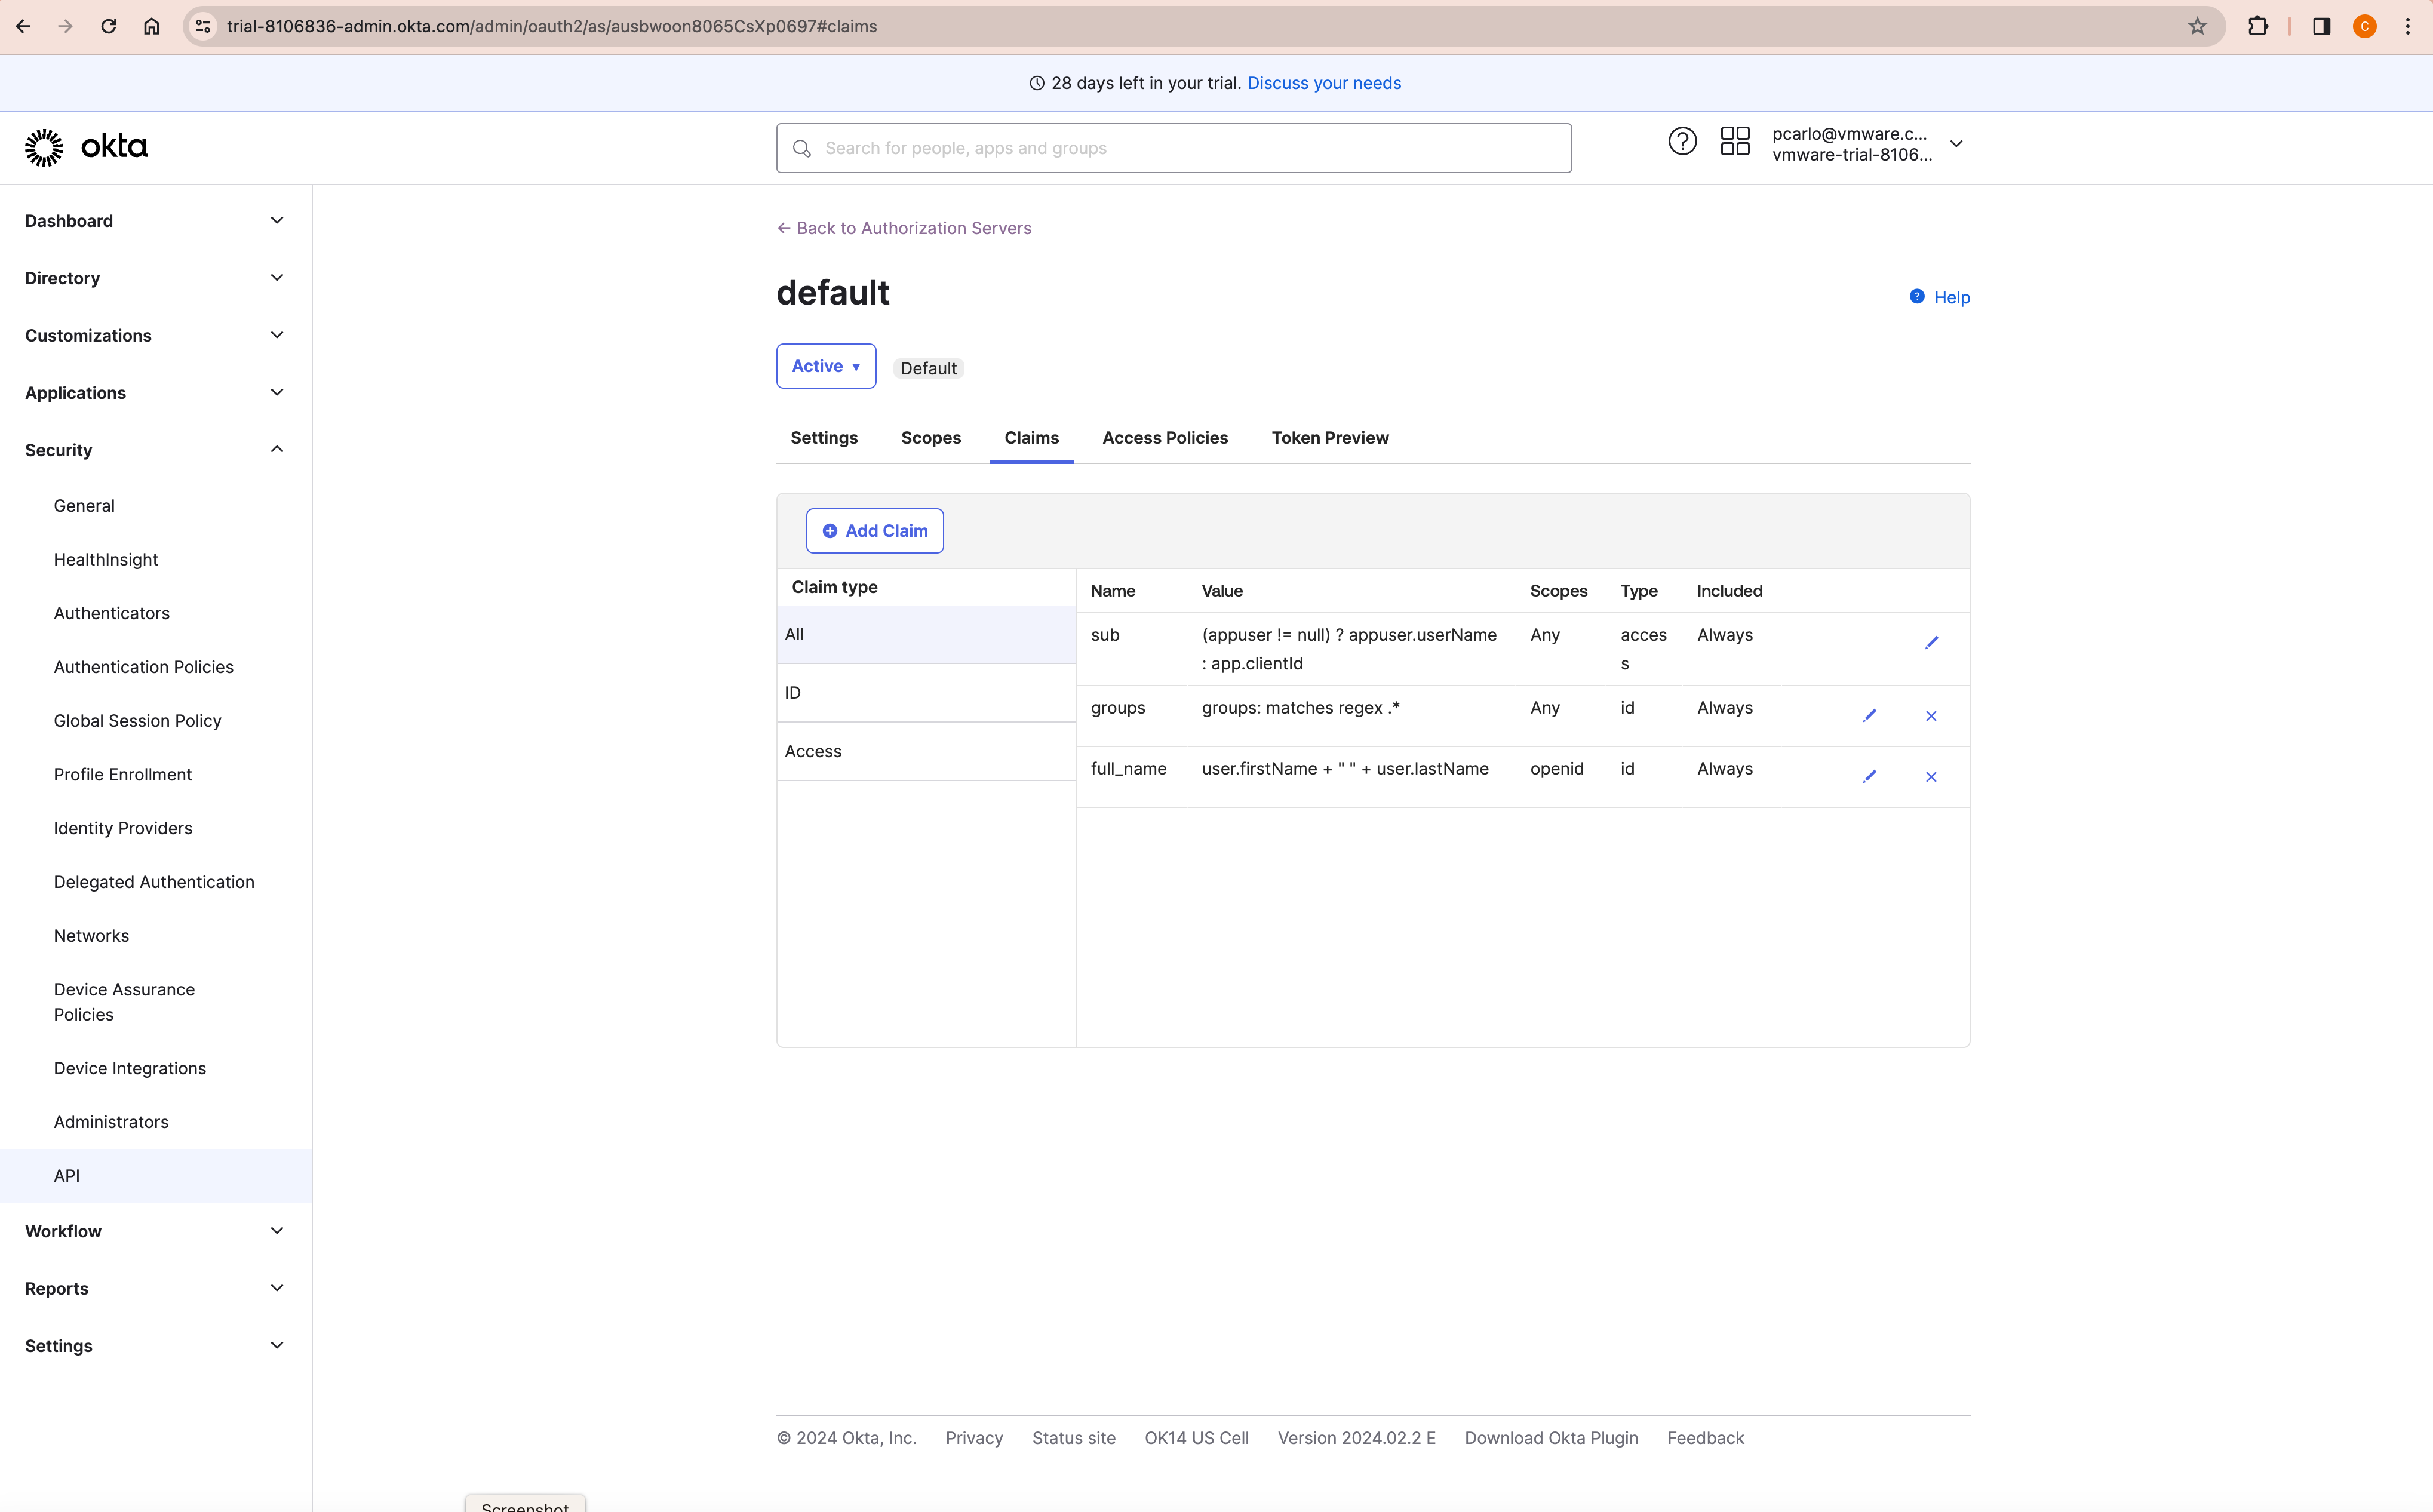 trial-8106836-admin.okta.com/admin/oauth2/as/ausbwoon8065CsXp0697#claims
C
28 days left in your trial. Discuss your needs
okta
Search for people, apps and groups
?
pcarlo@vmware.c...
vmware-trial-8106...
Dashboard
Directory
Customizations
Applications
Security
General
HealthInsight
Authenticators
Authentication Policies
Global Session Policy
Profile Enrollment
Identity Providers
Delegated Authentication
Networks
Device Assurance
Policies
Device Integrations
Administrators
API
Workflow
Reports
Settings
← Back to Authorization Servers
default
? Help
Active ▼ Default
Settings Scopes Claims Access Policies Token Preview
Add Claim
Claim type
All
ID
Access
Name Value Scopes Type Included
sub (appuser != null) ? appuser.userName Any acces Always
: app.clientId s
groups groups: matches regex .* Any id Always
full_name user.firstName + " " + user.lastName openid id Always
© 2024 Okta, Inc. Privacy Status site OK14 US Cell Version 2024.02.2 E Download Okta Plugin Feedback
Screenshot